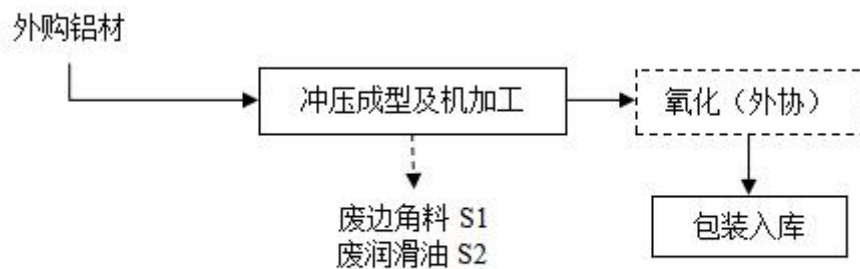 外购铝材
冲压成型及机加工
氧化（外协）
废边角料 S1
废润滑油 S2
包装入库